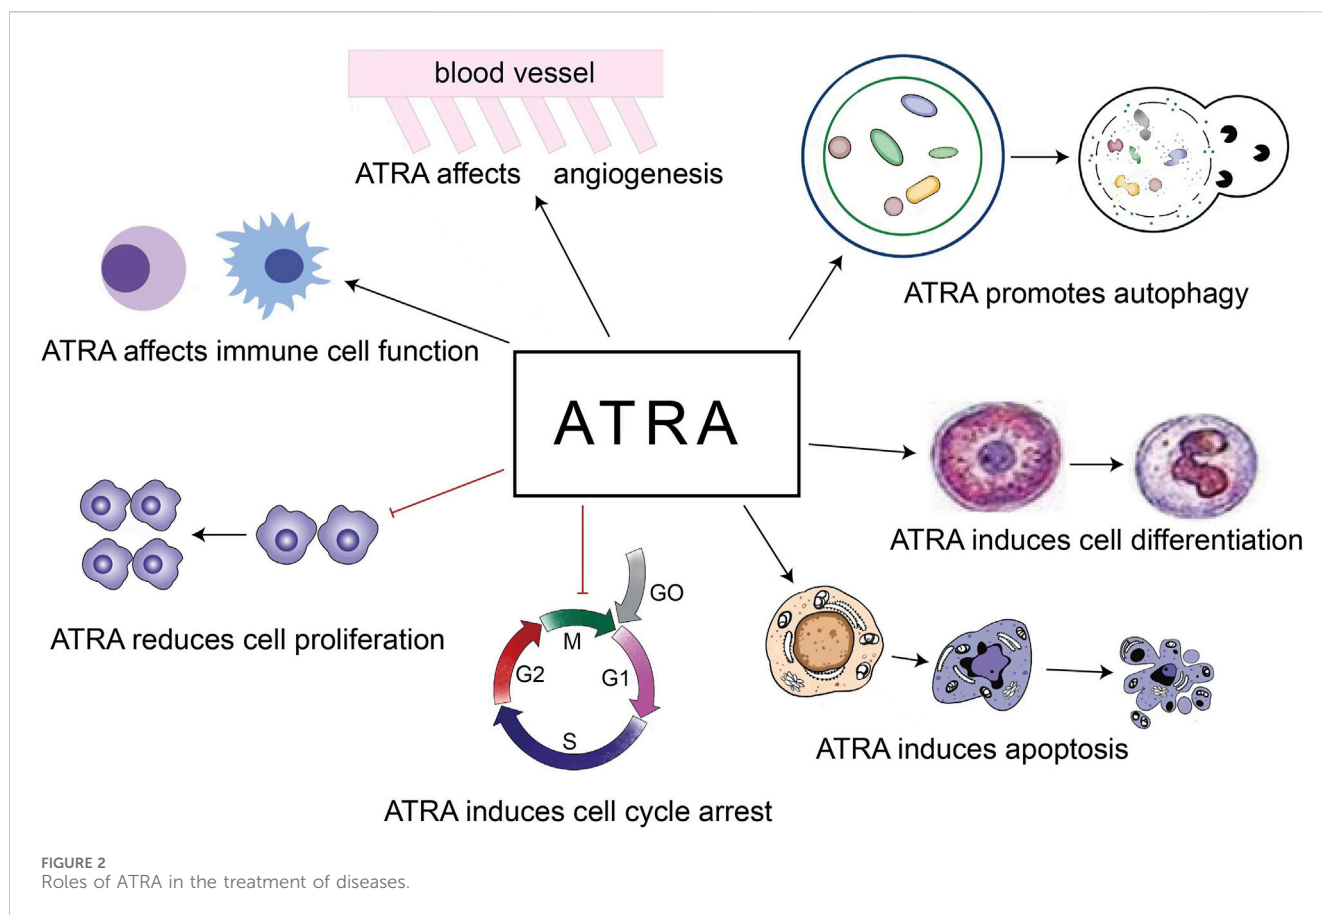 blood vessel
ATRA affects angiogenesis
ATRA promotes autophagy
ATRA affects immune cell function
ATRA
ATRA induces cell differentiation
ATRA reduces cell proliferation
GO
M
G2
G1
S
ATRA induces apoptosis
ATRA induces cell cycle arrest
FIGURE 2
Roles of ATRA in the treatment of diseases.